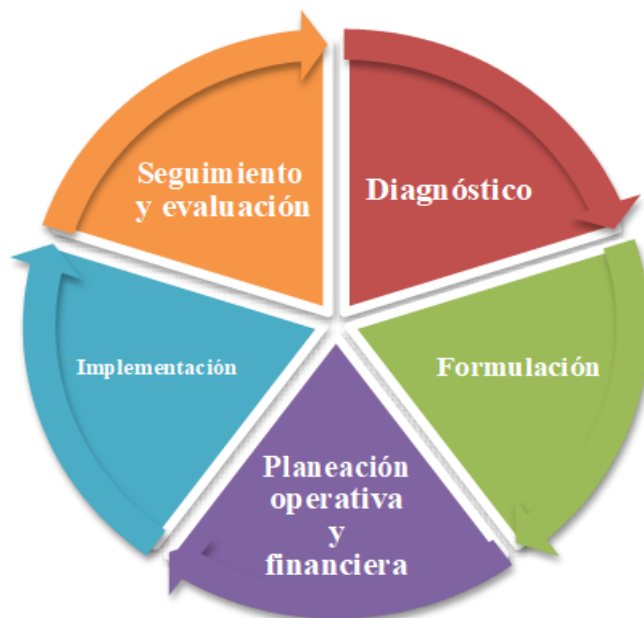 Diagnóstico
Formulación
Planeación
operativa
y
financiera
Implementación
Seguimiento
y evaluación